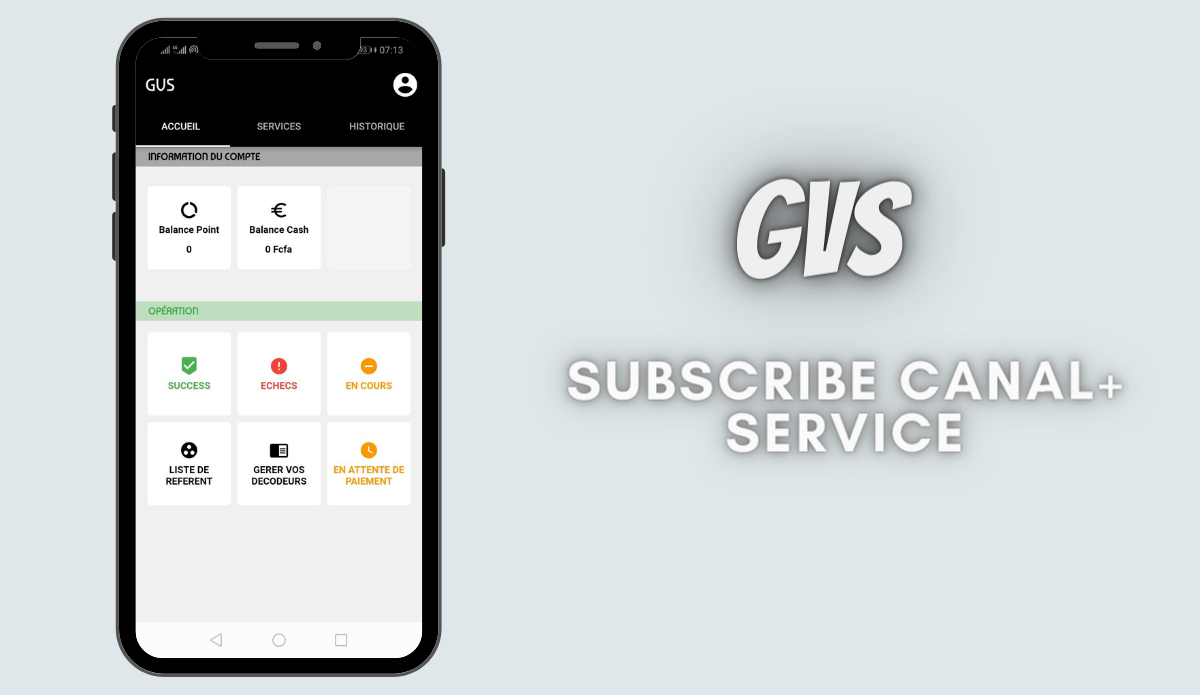 07:13
GUS
ACCUEIL SERVICES HISTORIQUE
INFORMATION DU COMPTE
Balance Point Balance Cash
0 0 Fcfa
OPÉRATION
SUCCESS ECHECS EN COURS
LISTE DE REFERENT
GERER VOS DECODEURS
EN ATTENTE DE PAIEMENT
GUS
SUBSCRIBE CANAL+
SERVICE